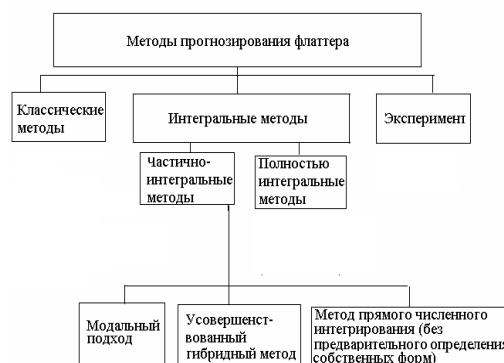 Методы прогнозирования флаттера
Классические
методы
Интегральные методы
Эксперимент
Частично-
интегральные
методы
Полностью
интегральные
методы
Модальный
подход
Усовершенст-
вованный
гибридный метод
Метод прямого численного
интегрирования (без
предварительного определения
собственных форм)